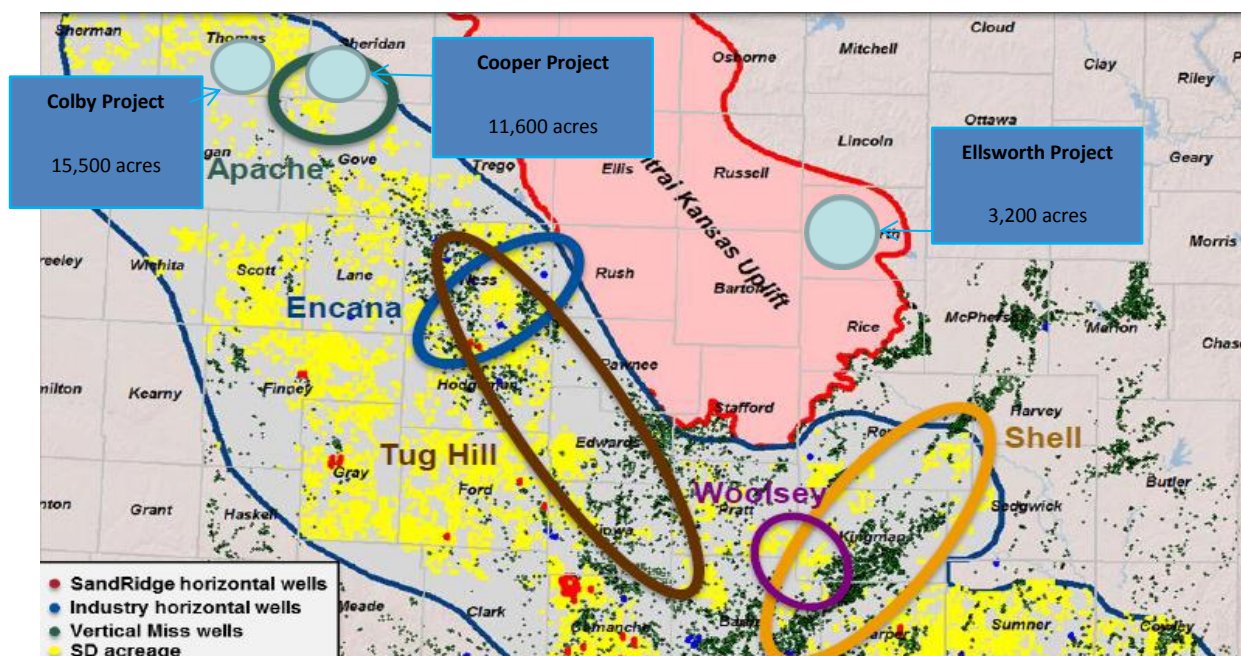 Sherman
Thomas
Sheridan
Osborne
Mitchell
Cloud
Clay
Riley
Colby Project
15,500 acres
Cooper Project
11,600 acres
Ellsworth Project
3,200 acres
Ottawa
Lincoln
Geary
Apache
Gove
Trego
Ellis
Russell
Central Kansas Uplift
Morris
Wichita
Scott
Lane
Ness
Rush
Barton
Encana
Rice
McPherson
Marion
Kearny
Finney
Hodgeman
Pawnee
Stafford
Harvey
Shell
Edwards
Tug Hill
Gray
Ford
Woolsey
Pratt
Butler
Grant
Haskell
Kingman
Sedgwick
SandRidge horizontal wells
Industry horizontal wells
Vertical Miss wells
SD acreage
Meade
Clark
Comanche
Harper
Sumner
Cowley